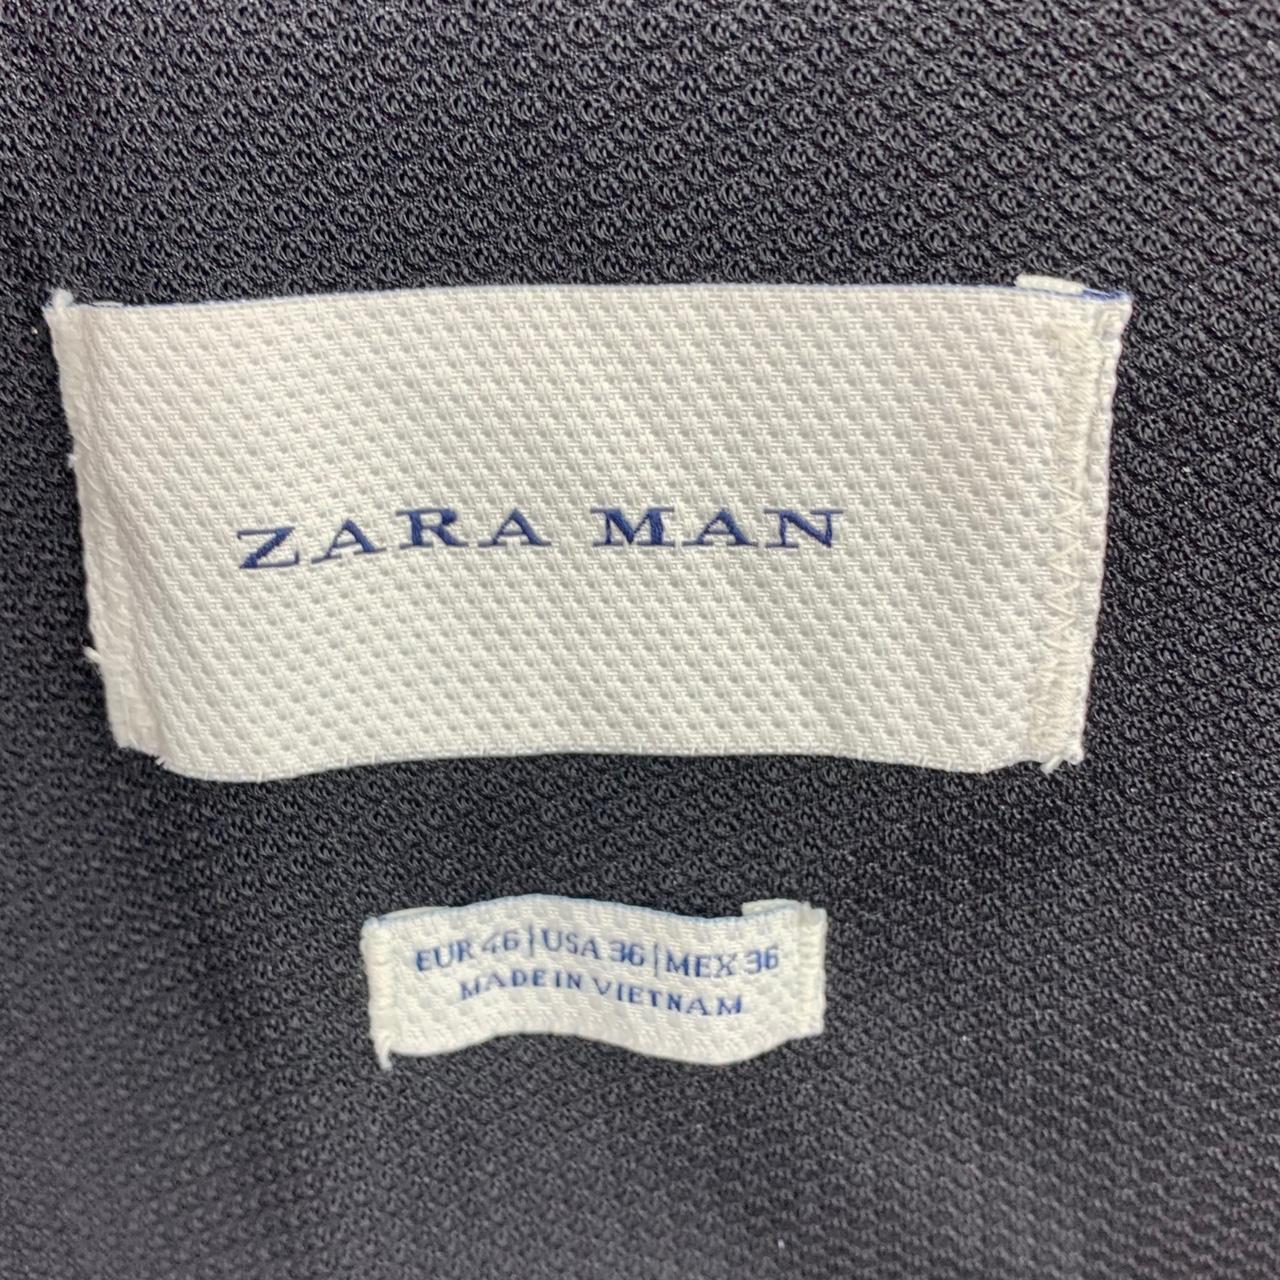 ZARA MAN
EUR 46 | USA 36 | MEX 36
MADE IN VIETNAM